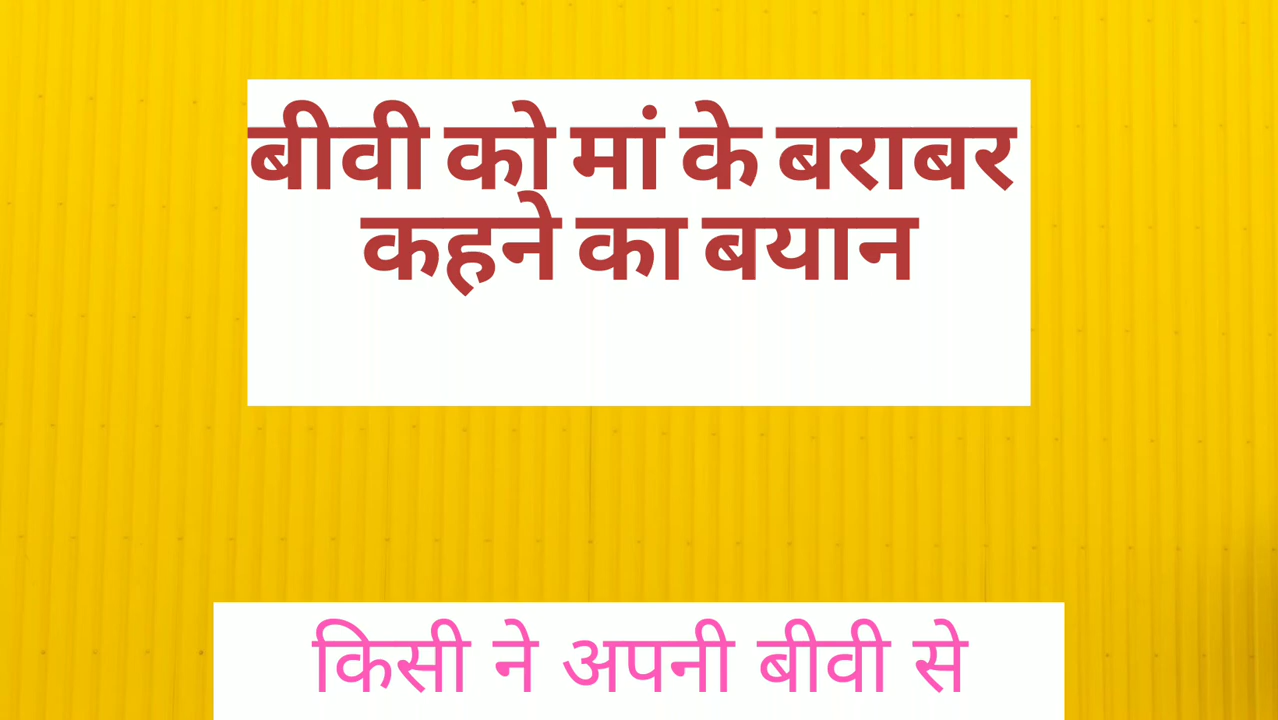 बीवी को मां के बराबर
कहने का बयान
किसी ने अपनी बीवी से